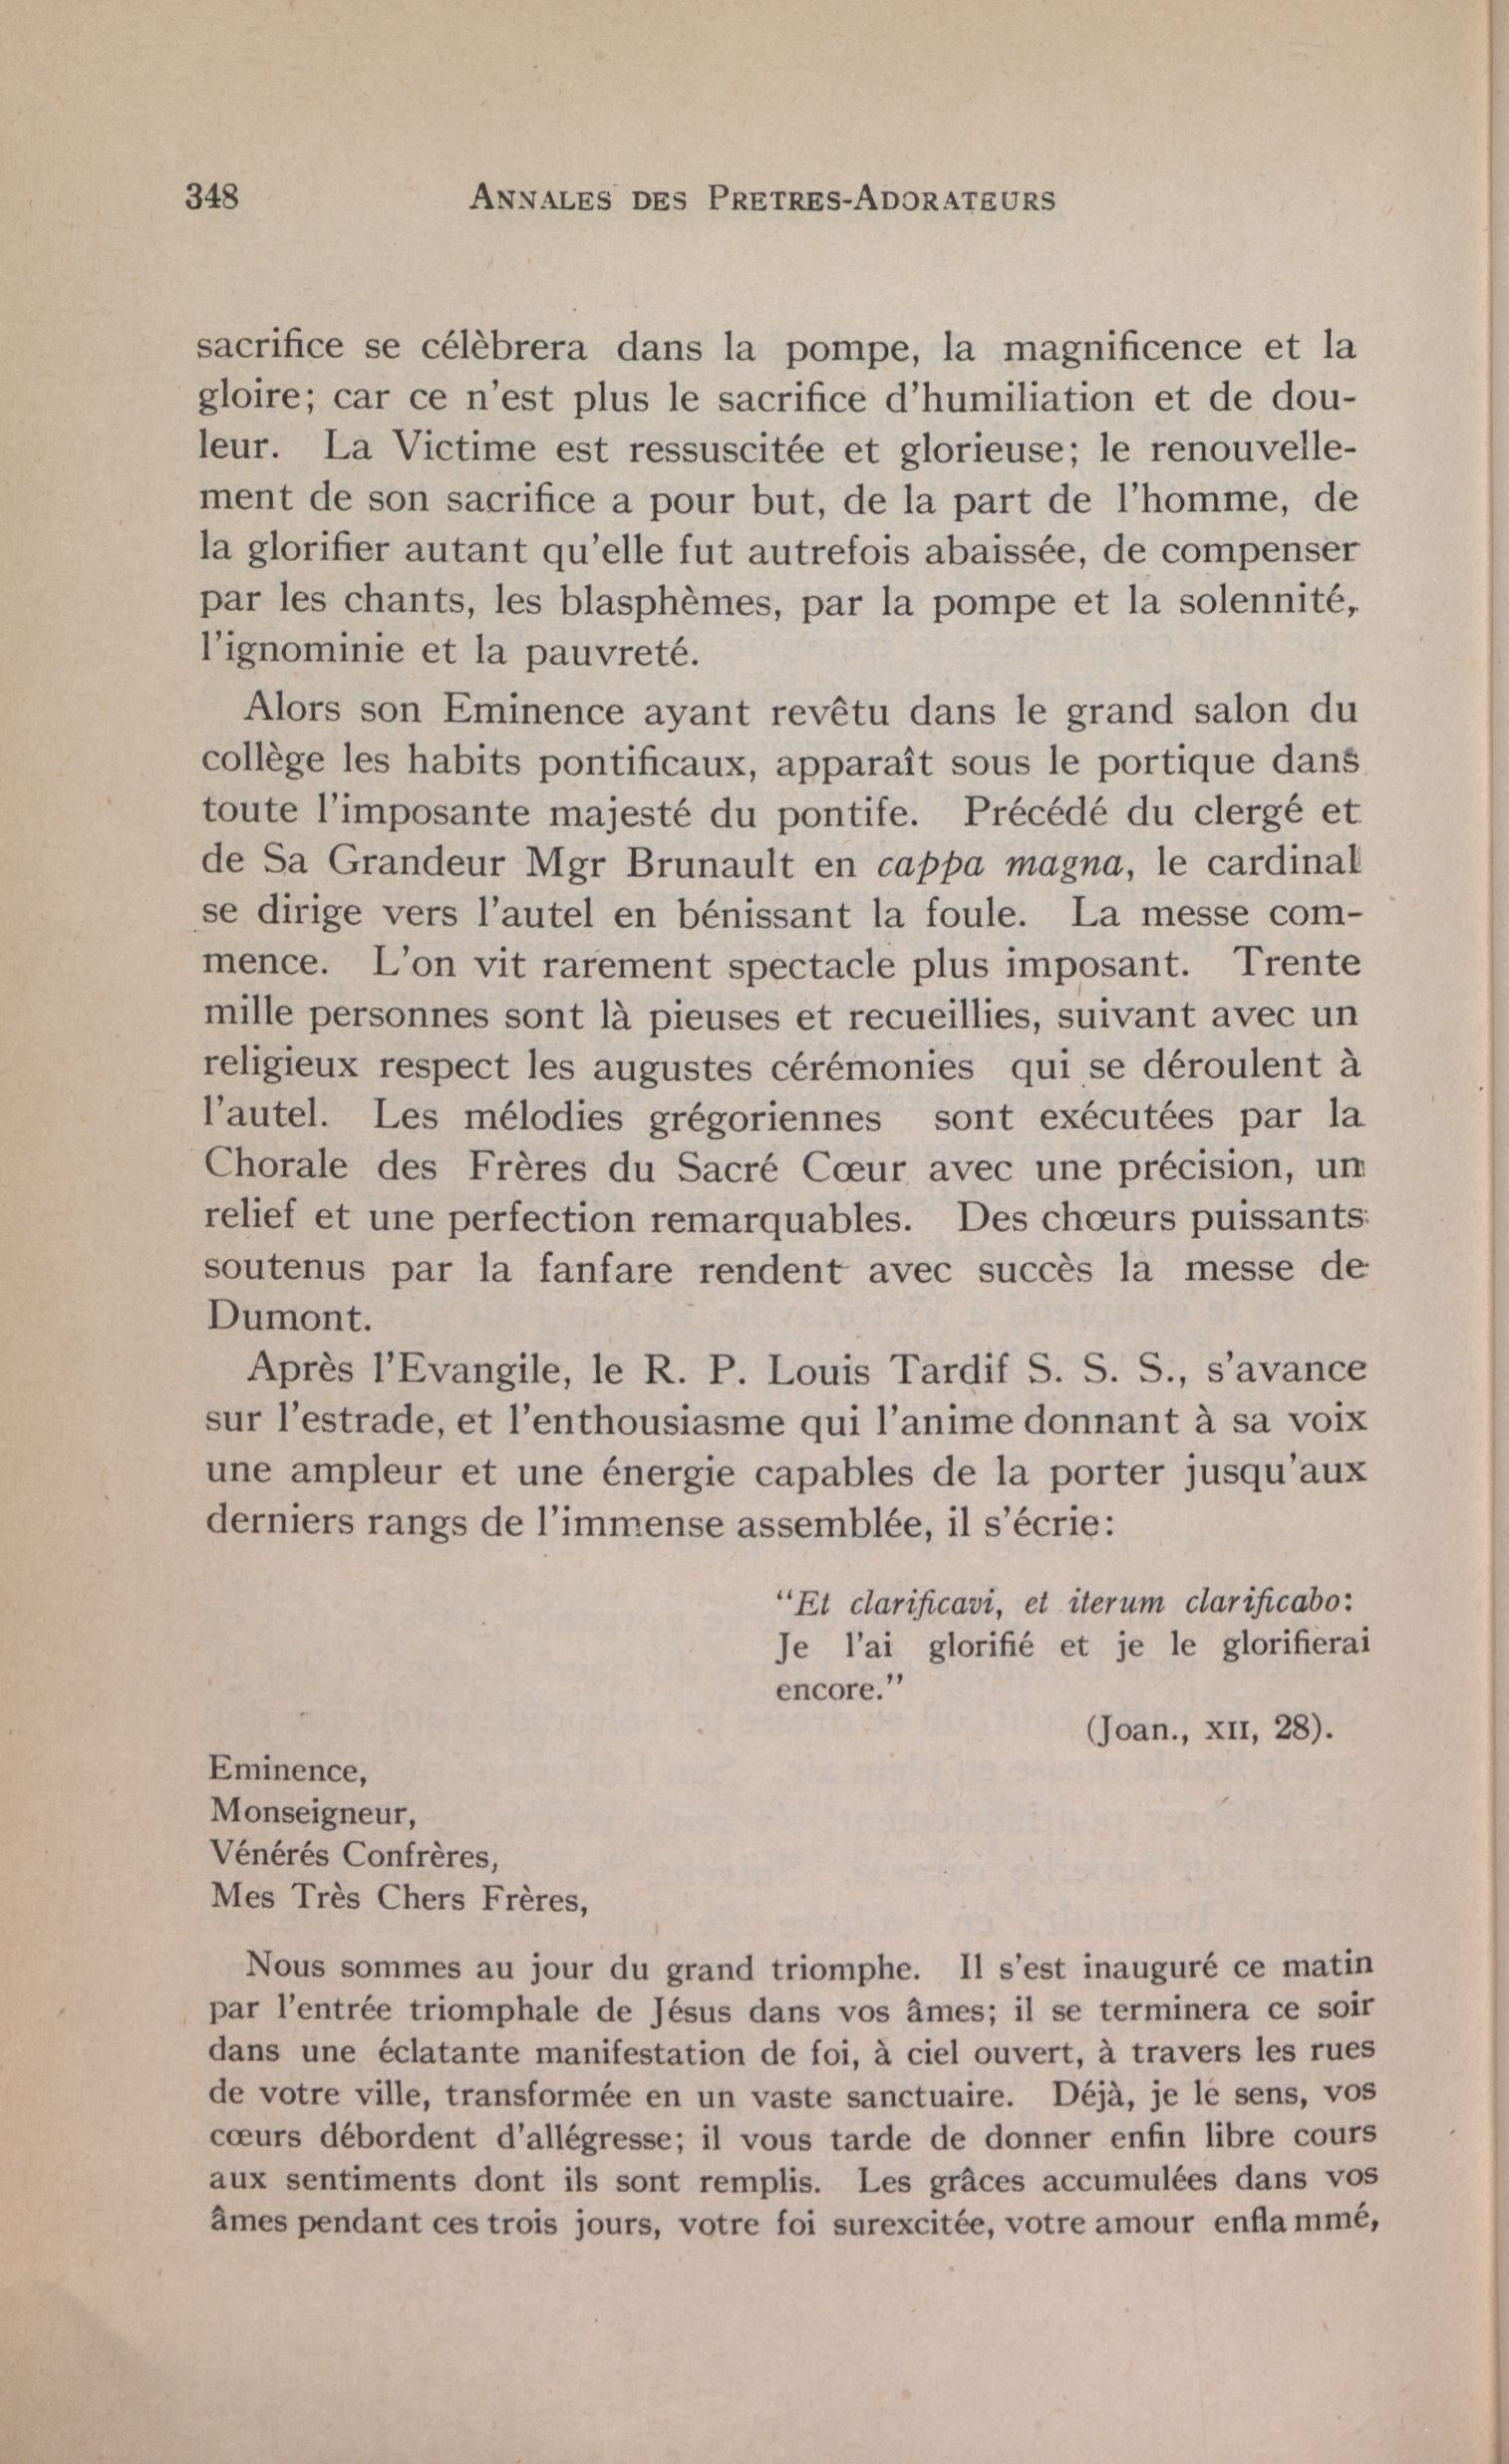 348 ANNALES DES PRETRES-ADORATEURS
sacrifice se célèbrera dans la pompe, la magnificence et la
gloire; car ce n'est plus le sacrifice d'humiliation et de dou-
leur. La Victime est ressuscitée et glorieuse; le renouvelle-
ment de son sacrifice a pour but, de la part de l'homme, de
la glorifier autant qu'elle fut autrefois abaissée, de compenser
par les chants, les blasphèmes, par la pompe et la solennité,
l'ignominie et la pauvreté.
Alors son Eminence ayant revêtu dans le grand salon du
collège les habits pontificaux, apparaît sous le portique dans
toute l'imposante majesté du pontife. Précédé du clergé et
de Sa Grandeur Mgr Brunault en cappa magna, le cardinal
se dirige vers l'autel en bénissant la foule. La messe com-
mence. L'on vit rarement spectacle plus imposant. Trente
mille personnes sont là pieuses et recueillies, suivant avec un
religieux respect les augustes cérémonies qui se déroulent à
l'autel. Les mélodies grégoriennes sont exécutées par la
Chorale des Frères du Sacré Cœur avec une précision, un
relief et une perfection remarquables. Des chœurs puissants
soutenus par la fanfare rendent avec succès la messe de
Dumont.
Après l'Evangile, le R. P. Louis Tardif S. S. S., s'avance
sur l'estrade, et l'enthousiasme qui l'anime donnant à sa voix
une ampleur et une énergie capables de la porter jusqu'aux
derniers rangs de l'immense assemblée, il s'écrie:
"Et clarificavi, et iterum clarificabo:
Je l'ai glorifié et je le glorifierai
encore."
(Joan., XII, 28).
Eminence,
Monseigneur,
Vénérés Confrères,
Mes Très Chers Frères,
Nous sommes au jour du grand triomphe. Il s'est inauguré ce matin
par l'entrée triomphale de Jésus dans vos âmes; il se terminera ce soir
dans une éclatante manifestation de foi, à ciel ouvert, à travers les rues
de votre ville, transformée en un vaste sanctuaire. Déjà, je le sens, vos
cœurs débordent d'allégresse; il vous tarde de donner enfin libre cours
aux sentiments dont ils sont remplis. Les grâces accumulées dans vos
âmes pendant ces trois jours, votre foi surexcitée, votre amour enfla mmé,